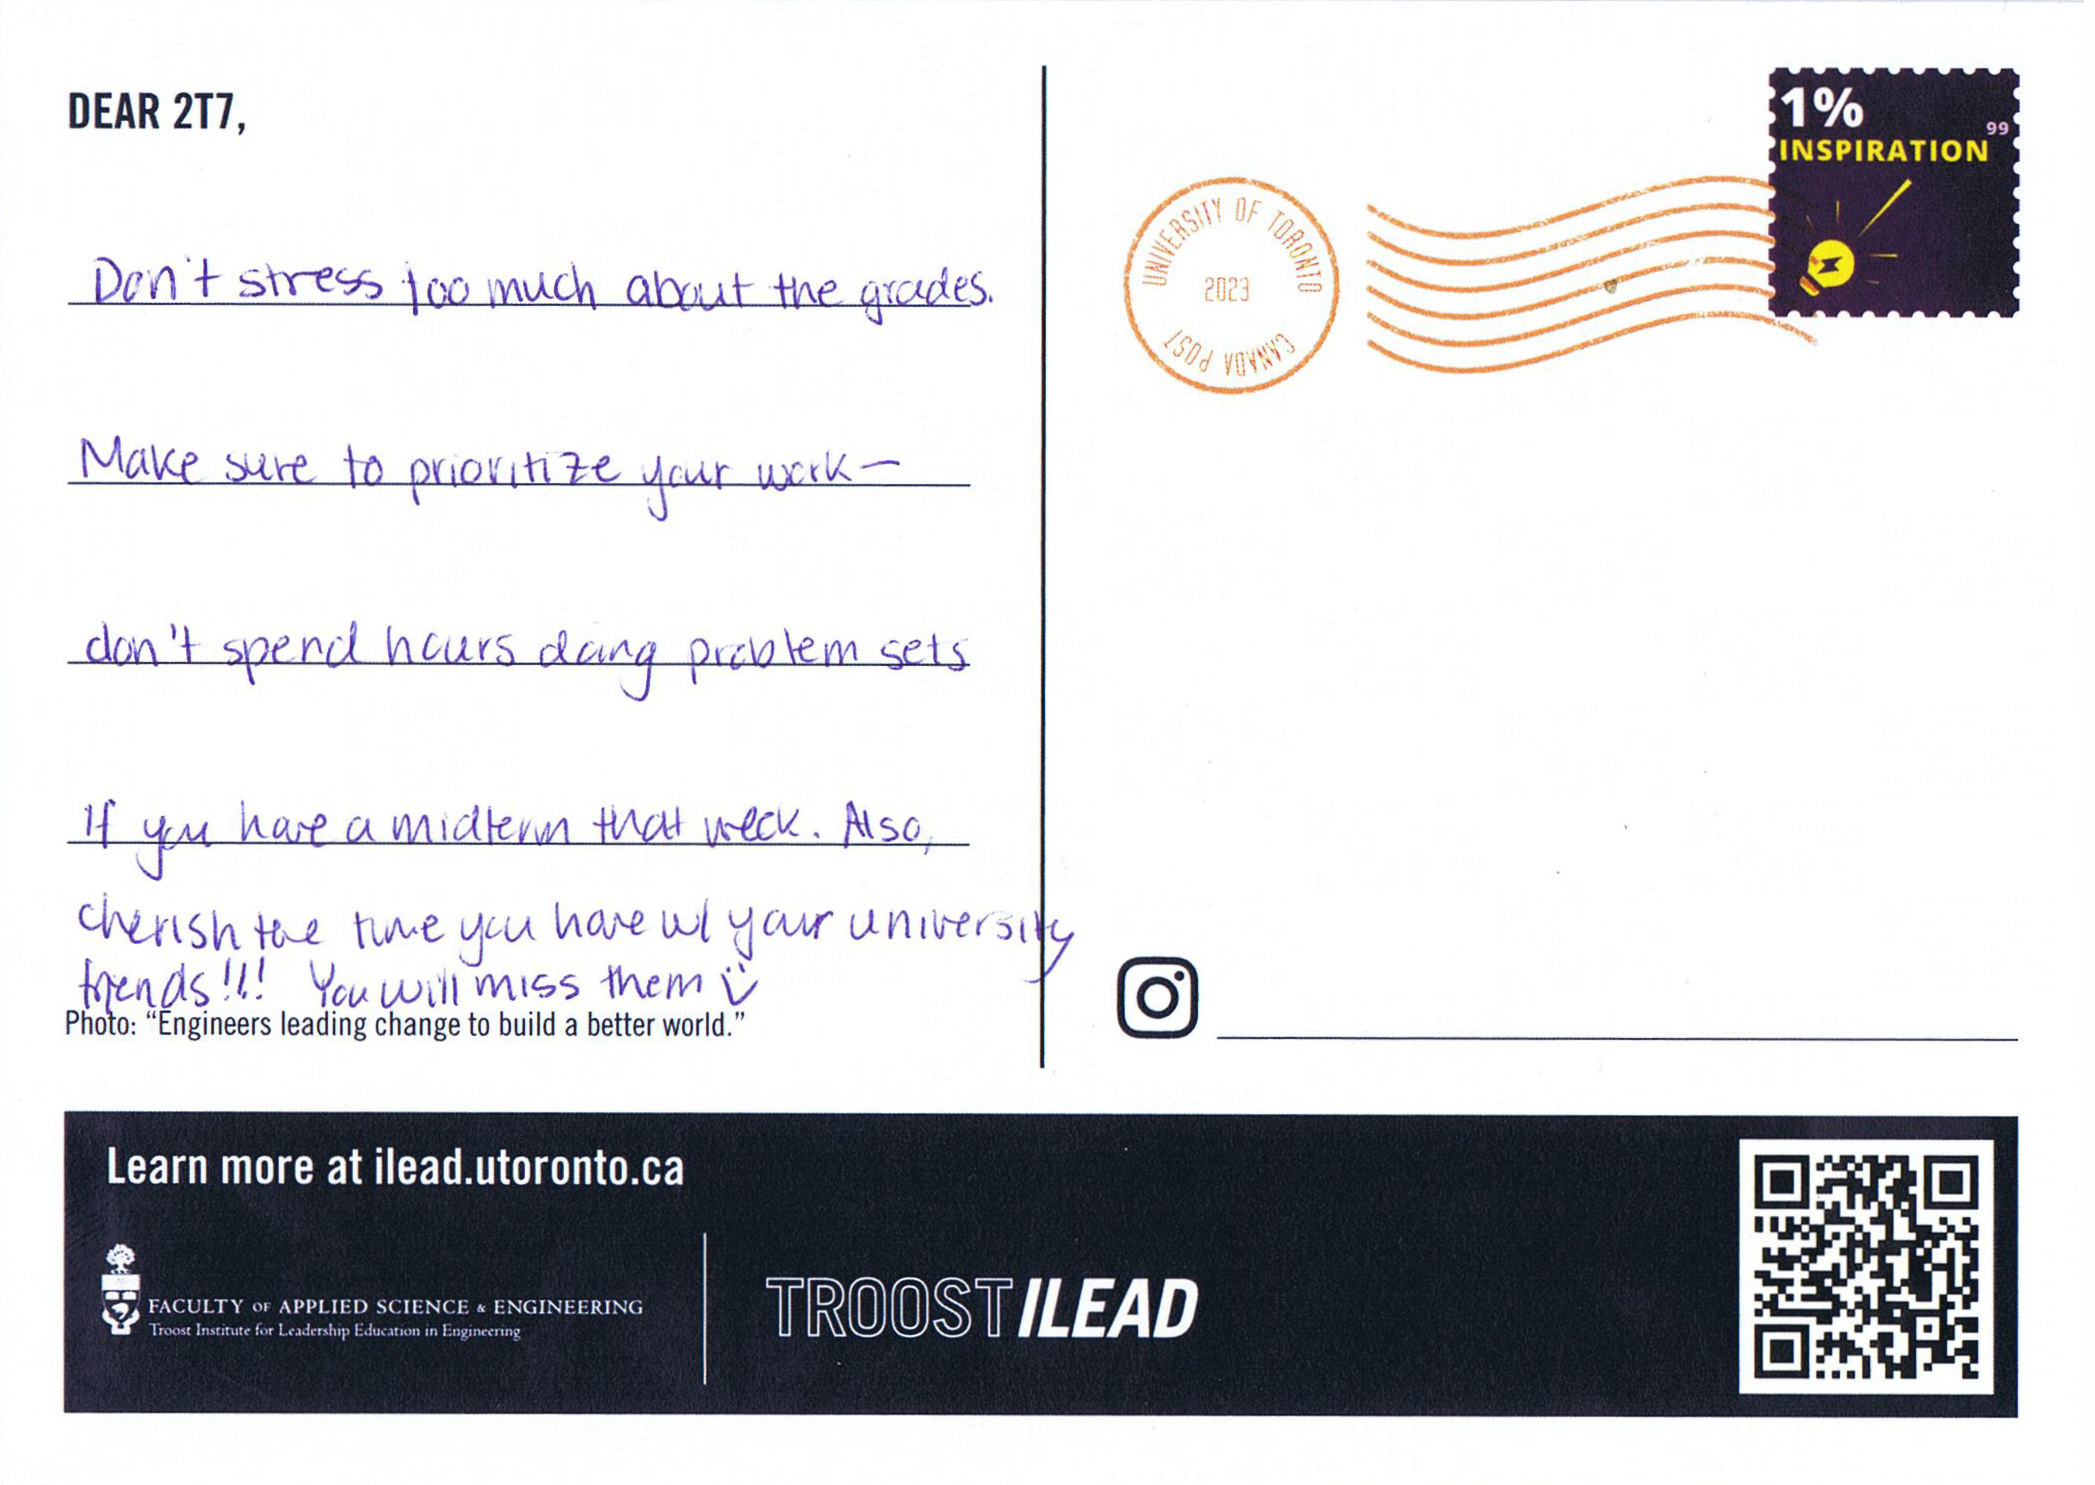 DEAR 2T7,
Don't stress too much about the grades.
Make sure to prioritize your work—
don't spend hours doing problem sets
If you have a midterm that week. Also,
cherish the time you have w/ your university
friends!!! You will miss them
Photo: “Engineers leading change to build a better world.”
UNIVERSITY OF TORONTO
2023
CANADA POST
1%
99
INSPIRATION
Learn more at ilead.utoronto.ca
FACULTY OF APPLIED SCIENCE & ENGINEERING
Troost Institute for Leadership Education in Engineering
TROOST ILEAD